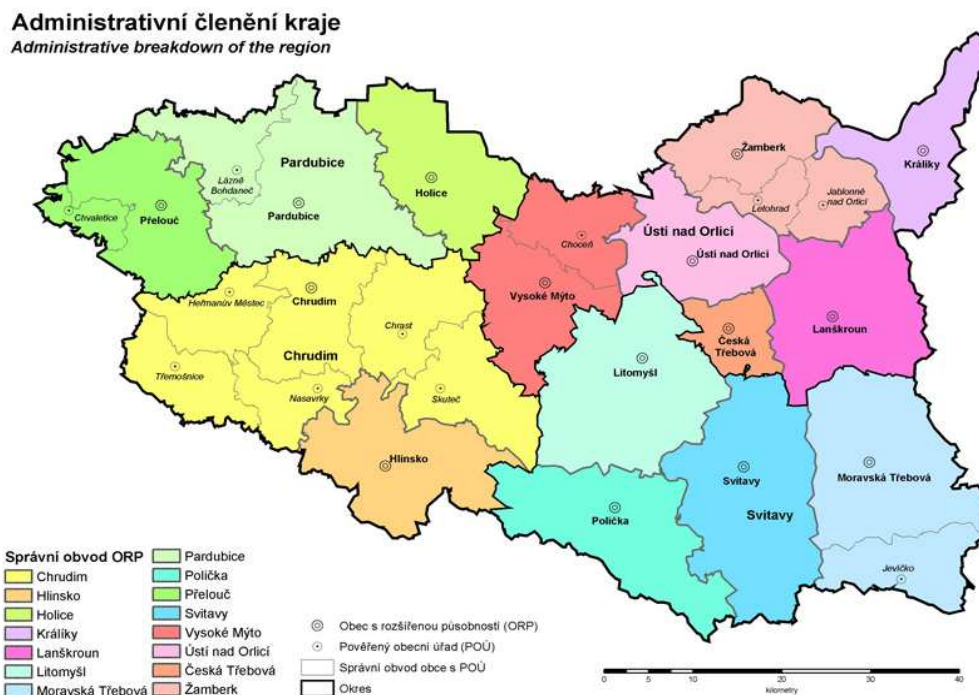 Administrativní členění kraje
Administrative breakdown of the region
Žamberk
Králíky
Pardubice
Lázně
Bohdaneč
Holice
Jablonné
nad Orlicí
Letohrad
Chvaletice
Přelouč
Pardubice
Choceň
Ústí nad Orlicí
Ústí nad Orlicí
Heřmanův Městec
Chrudim
Vysoké Mýto
Lanškroun
Chrast
Česká
Třebová
Chrudim
Litomyšl
Třemošnice
Nasavrky
Skuteč
Hlinsko
Svitavy
Moravská Třebová
Svitavy
Polička
Jevíčko
Správní obvod ORP
Chrudim
Hlinsko
Holice
Králíky
Lanškroun
Litomyšl
Moravská Třebová
Pardubice
Polička
Přelouč
Svitavy
Vysoké Mýto
Ústí nad Orlicí
Česká Třebová
Žamberk
Obec s rozšířenou působností (ORP)
Pověřený obecní úřad (POÚ)
Správní obvod obce s POÚ
Okres
0 5 10 20 30 40
kilometry